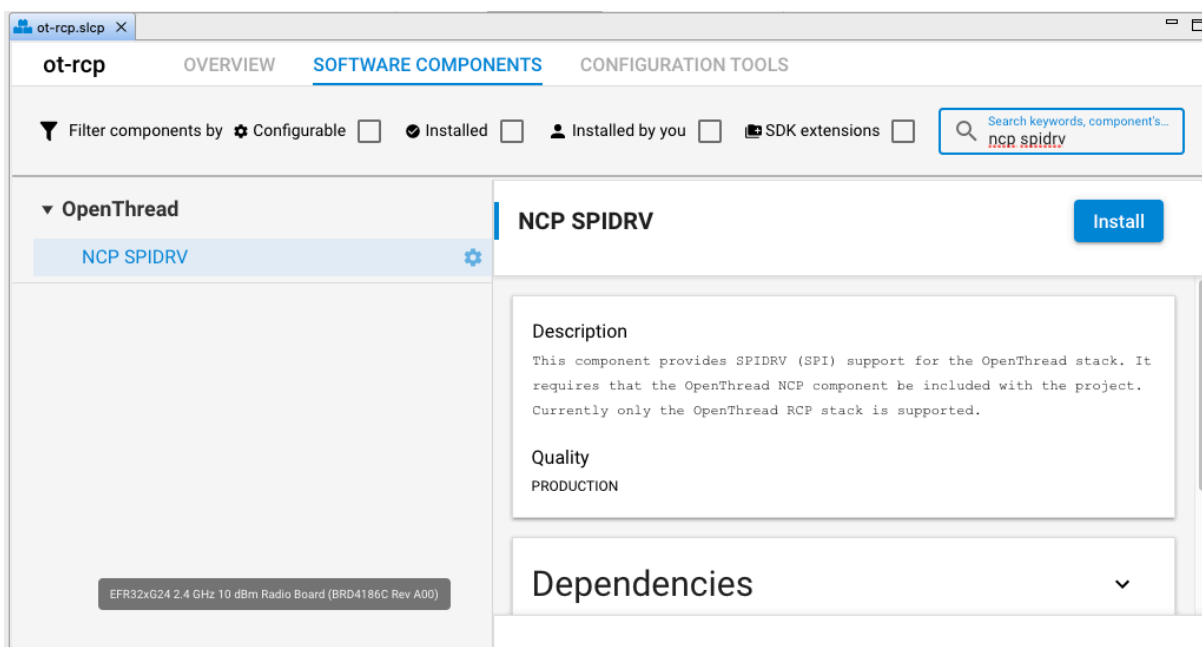 ot-rcp.slcp
ot-rcp OVERVIEW SOFTWARE COMPONENTS CONFIGURATION TOOLS
Filter components by Configurable Installed Installed by you SDK extensions
Search keywords, component's...
ncp spidrv
OpenThread
NCP SPIDRV
NCP SPIDRV
Install
Description
This component provides SPIDRV (SPI) support for the OpenThread stack. It
requires that the OpenThread NCP component be included with the project.
Currently only the OpenThread RCP stack is supported.
Quality
PRODUCTION
Dependencies
EFR32xG24 2.4 GHz 10 dBm Radio Board (BRD4186C Rev A00)